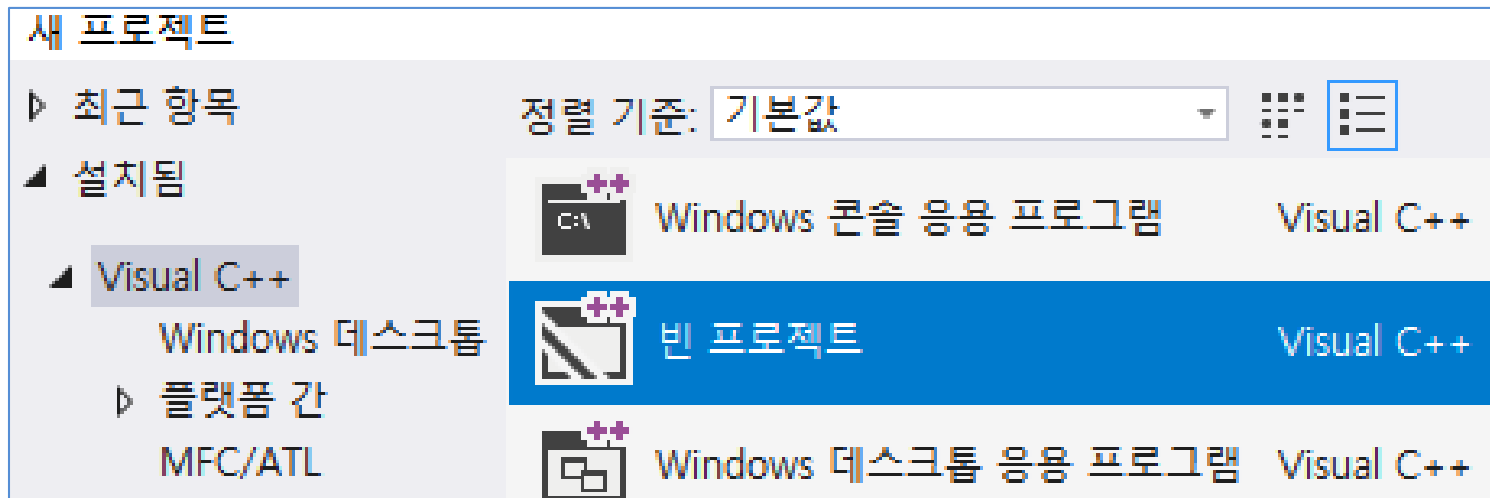 새 프로젝트
최근 항목
설치됨
Visual C++
Windows 데스크톱
플랫폼 간
MFC/ATL
정렬 기준: 기본값
C:\ Windows 콘솔 응용 프로그램 Visual C++
빈 프로젝트 Visual C++
Windows 데스크톱 응용 프로그램 Visual C++